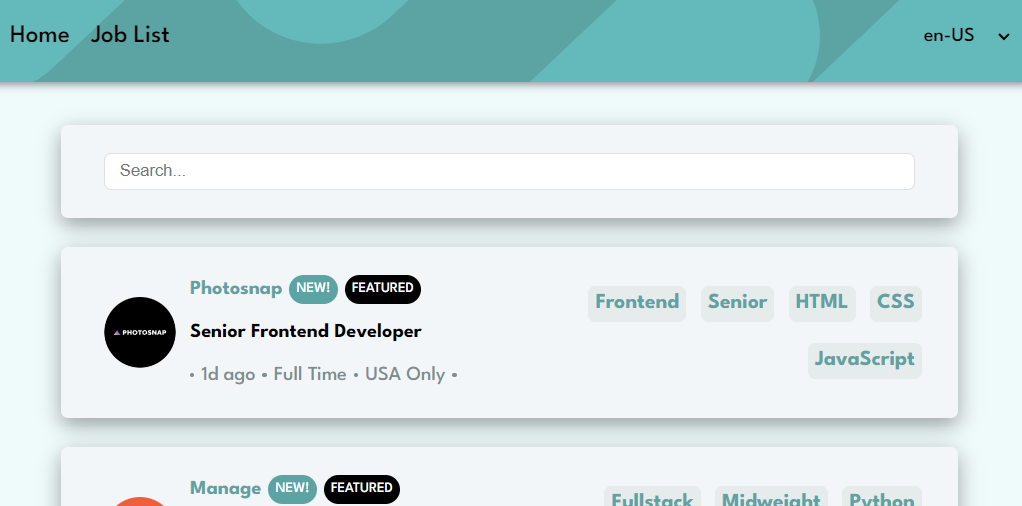 Home Job List en-US
Search...
Photosnap NEW! FEATURED
Senior Frontend Developer
• 1d ago • Full Time • USA Only •
PHOTOSNAP
Frontend Senior HTML CSS
JavaScript
Manage NEW! FEATURED
Fullstack Midweight Python